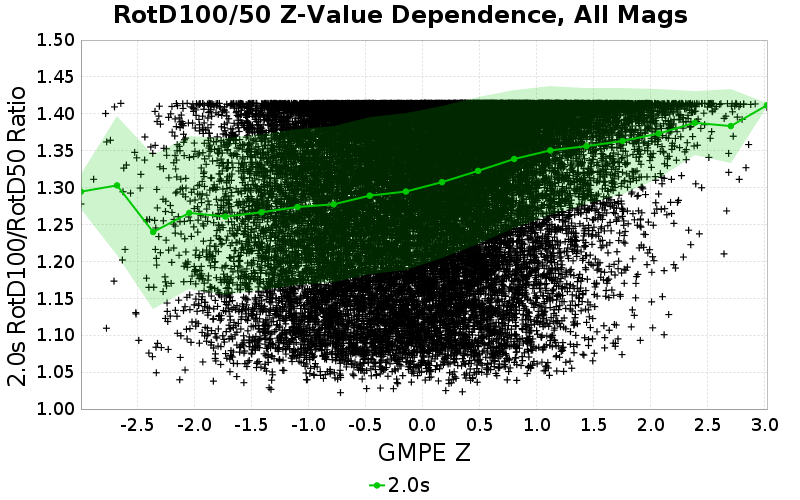 RotD100/50 Z-Value Dependence, All Mags
2.0s RotD100/RotD50 Ratio
1.50
1.45
1.40
1.35
1.30
1.25
1.20
1.15
1.10
1.05
1.00
-2.5 -2.0 -1.5 -1.0 -0.5 0.0 0.5 1.0 1.5 2.0 2.5 3.0
GMPE Z
2.0s